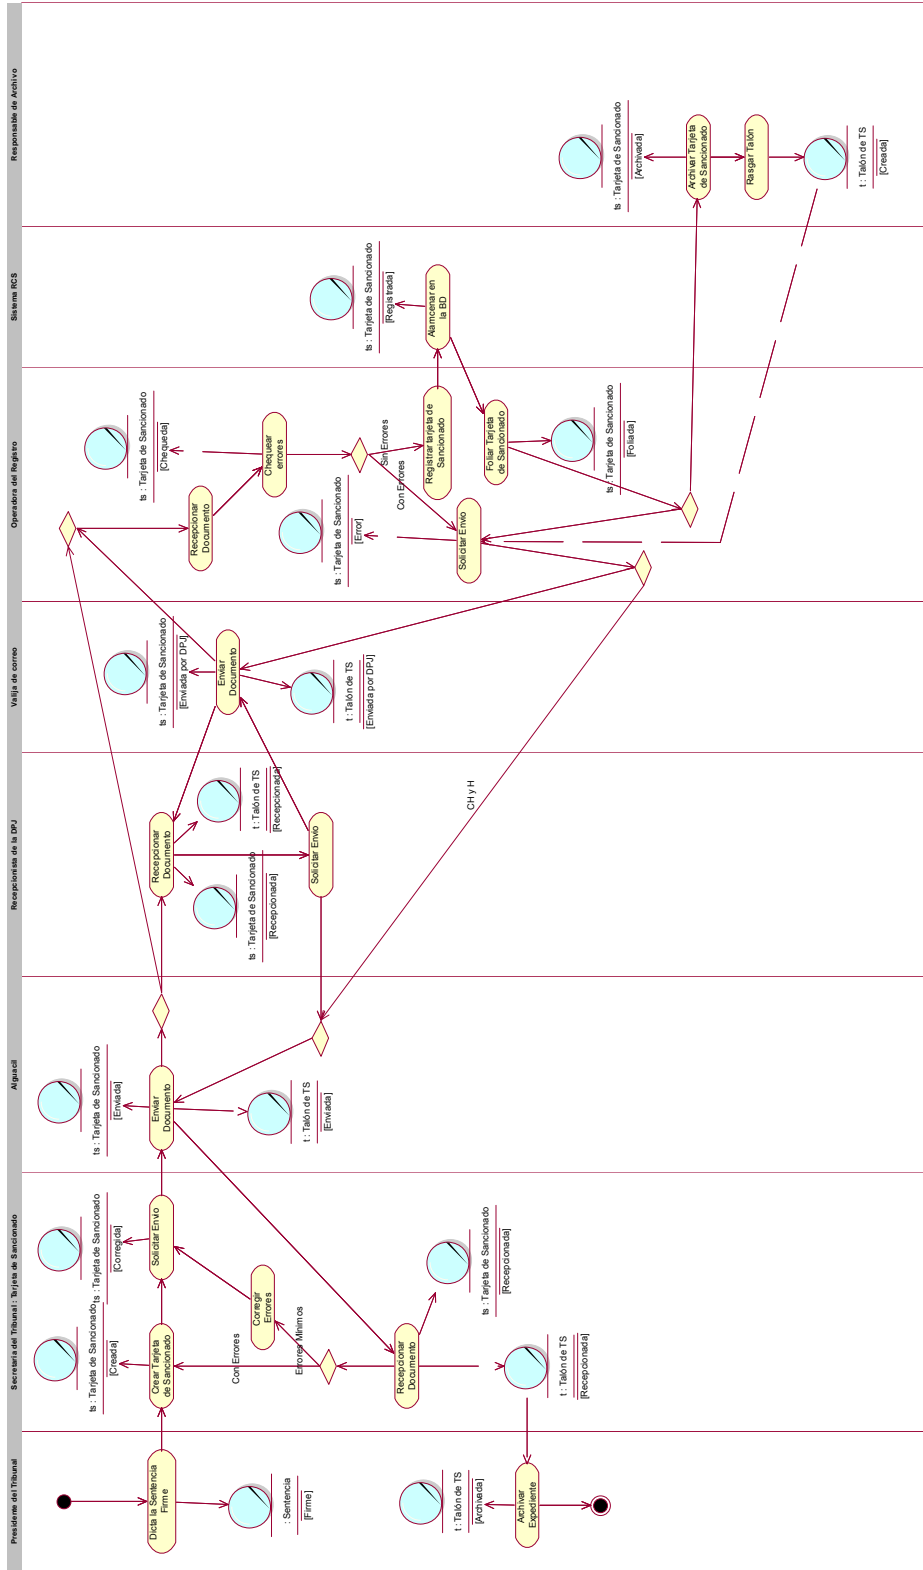 Presidente del Tribunal
Secretaria del Tribunal : Tarjeta de Sancionado
Alguacil
Recepcionista de la DPJ
Valija de correo
Operadora del Registro
Sistema RCS
Responsable de Archivo
Dicta la Sentencia
Firme
: Sentencia
[Firme]
t : Talón de TS
[Archivada]
Archivar
Expediente
ts : Tarjeta de Sancionado
[Creada]
Crear Tarjeta
de Sancionado
ts : Tarjeta de Sancionado
[Corregida]
Solicitar Envio
Corregir
Errores
Con Errores
Errores Minimos
Recepcionar
Documento
ts : Tarjeta de Sancionado
[Recepcionada]
t : Talón de TS
[Recepcionada]
ts : Tarjeta de Sancionado
[Enviada]
Enviar
Documento
t : Talón de TS
[Enviada]
Recepcionar
Documento
t : Talón de TS
[Recepcionada]
ts : Tarjeta de Sancionado
[Recepcionada]
Solicitar Envio
CH y H
ts : Tarjeta de Sancionado
[Enviada por DPJ]
Enviar
Documento
t : Talón de TS
[Enviada por DPJ]
ts : Tarjeta de Sancionado
[Chequeda]
Recepcionar
Documento
Chequear
errores
Sin Errores
Con Errores
ts : Tarjeta de Sancionado
[Error]
Solicitar Envio
Registrar tarjeta de
Sancionado
Foliar Tarjeta
de Sancionado
ts : Tarjeta de Sancionado
[Foliada]
ts : Tarjeta de Sancionado
[Registrada]
Alamcenar en
la BD
ts : Tarjeta de Sancionado
[Archivada]
Archivar Tarjeta
de Sancionado
Rasgar Talón
t : Talón de TS
[Creada]